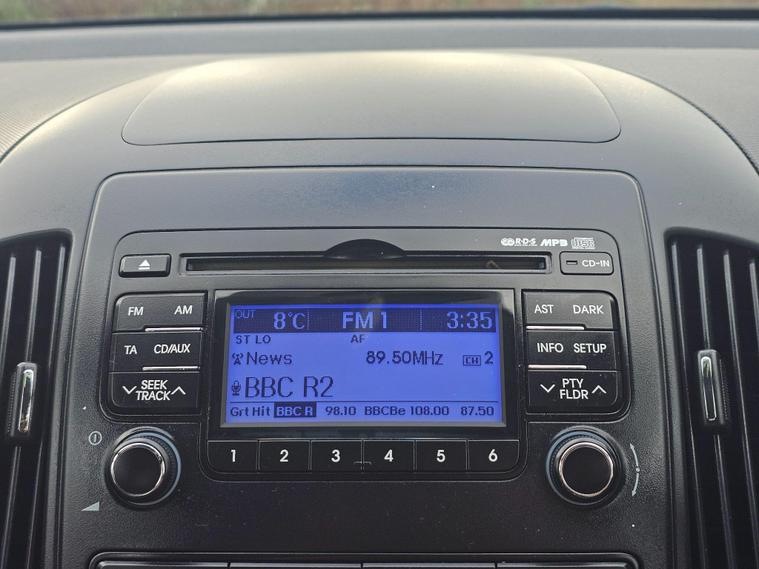 R·D·S MP3
CD-IN
FM AM
AST DARK
TA CD/AUX
INFO SETUP
SEEK
TRACK
PTY
FLDR
OUT 8°C FM 1 3:35
ST LO AF
News 89.50MHz CH 2
BBC R2
Grt Hit BBC R 98.10 BBCBe 108.00 87.50
1 2 3 4 5 6